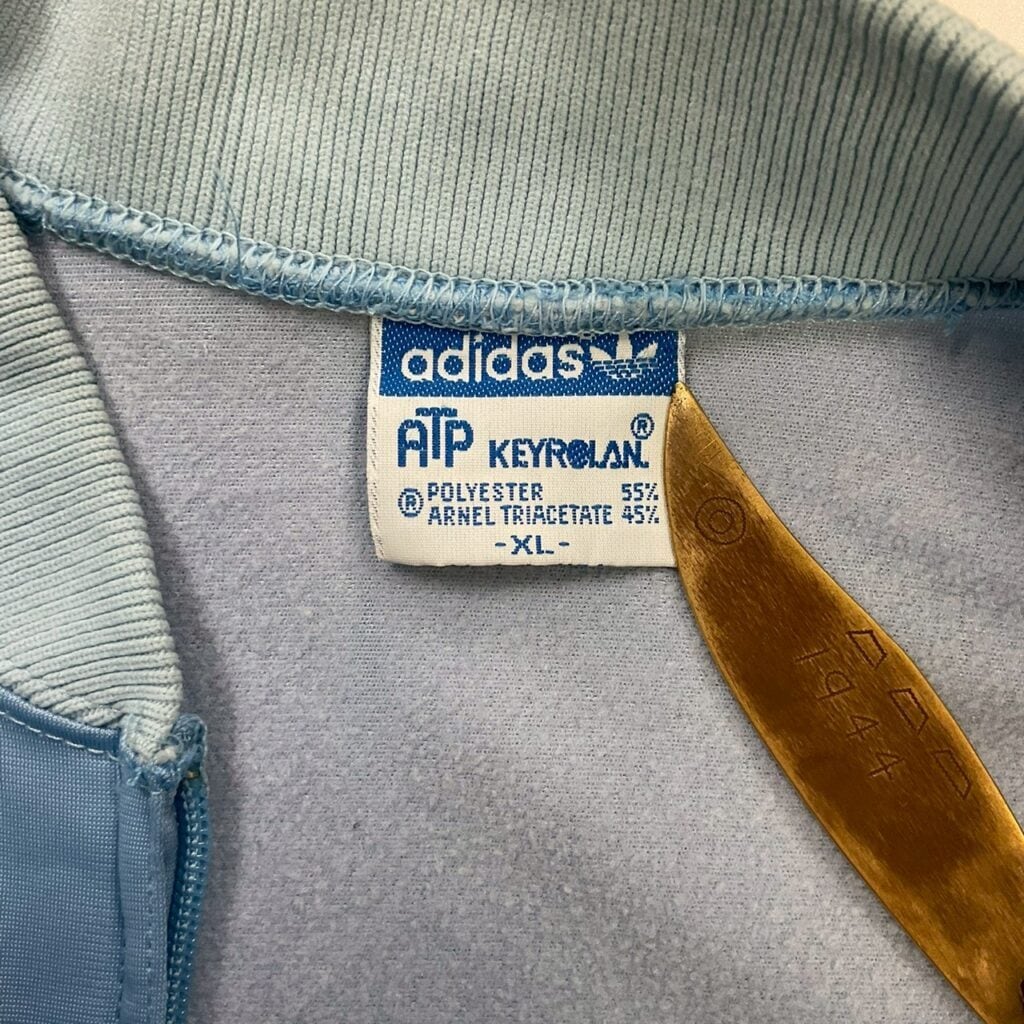 adidas
ATP KEYROLAN®
® POLYESTER 55%
ARNEL TRIACETATE 45%
-XL-
1944